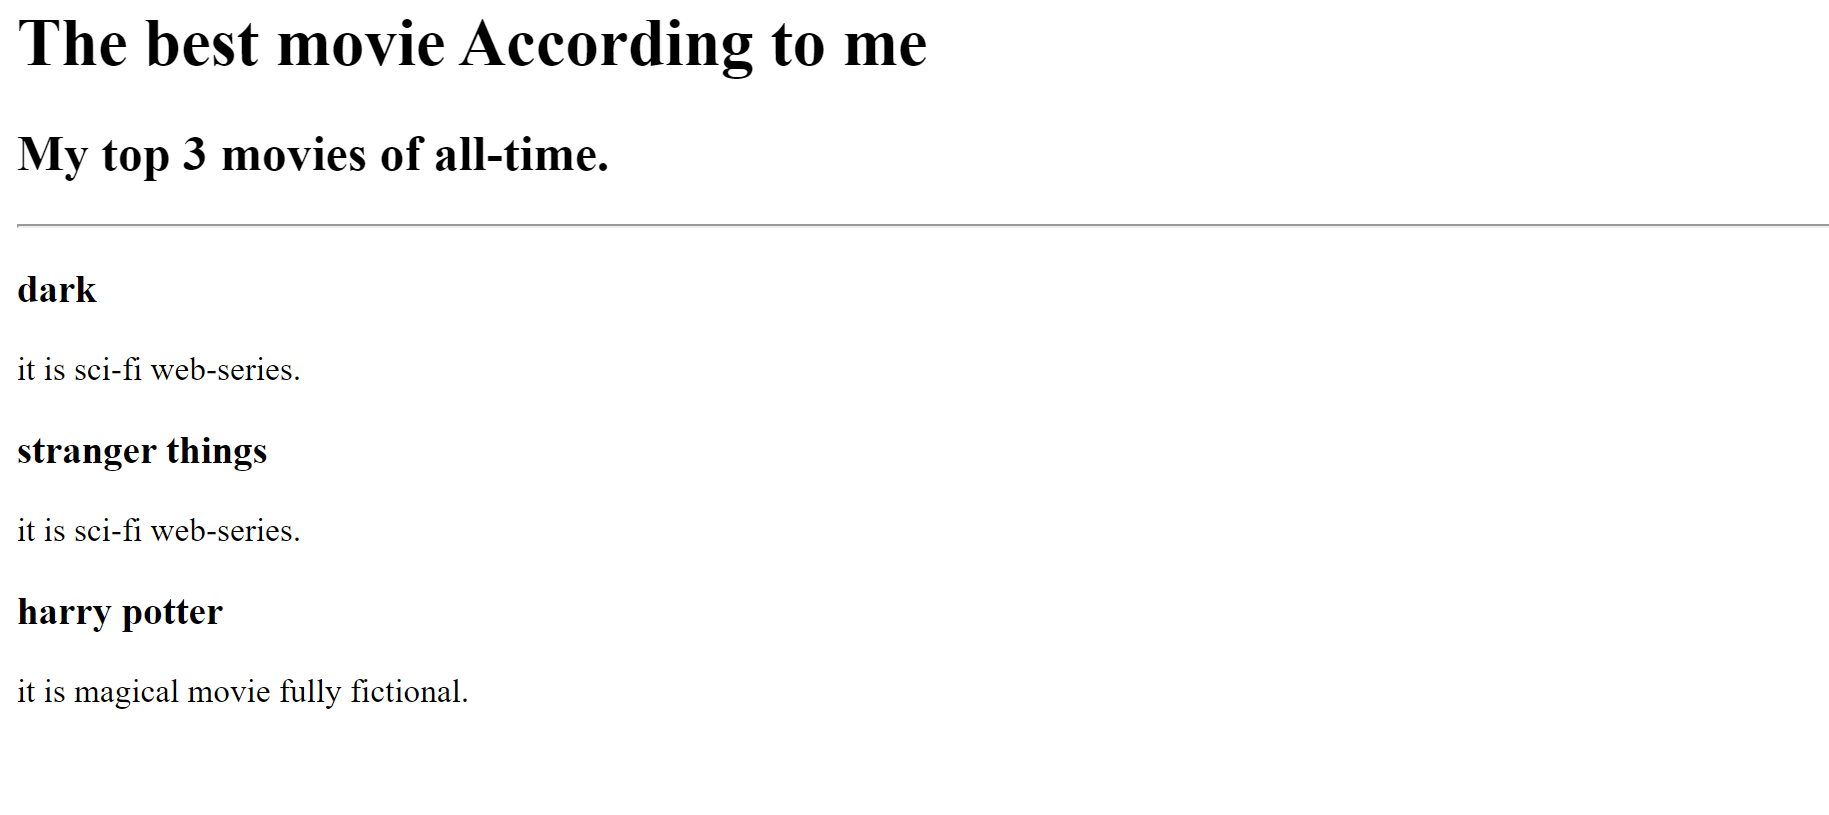 The best movie According to me
My top 3 movies of all-time.
dark
it is sci-fi web-series.
stranger things
it is sci-fi web-series.
harry potter
it is magical movie fully fictional.